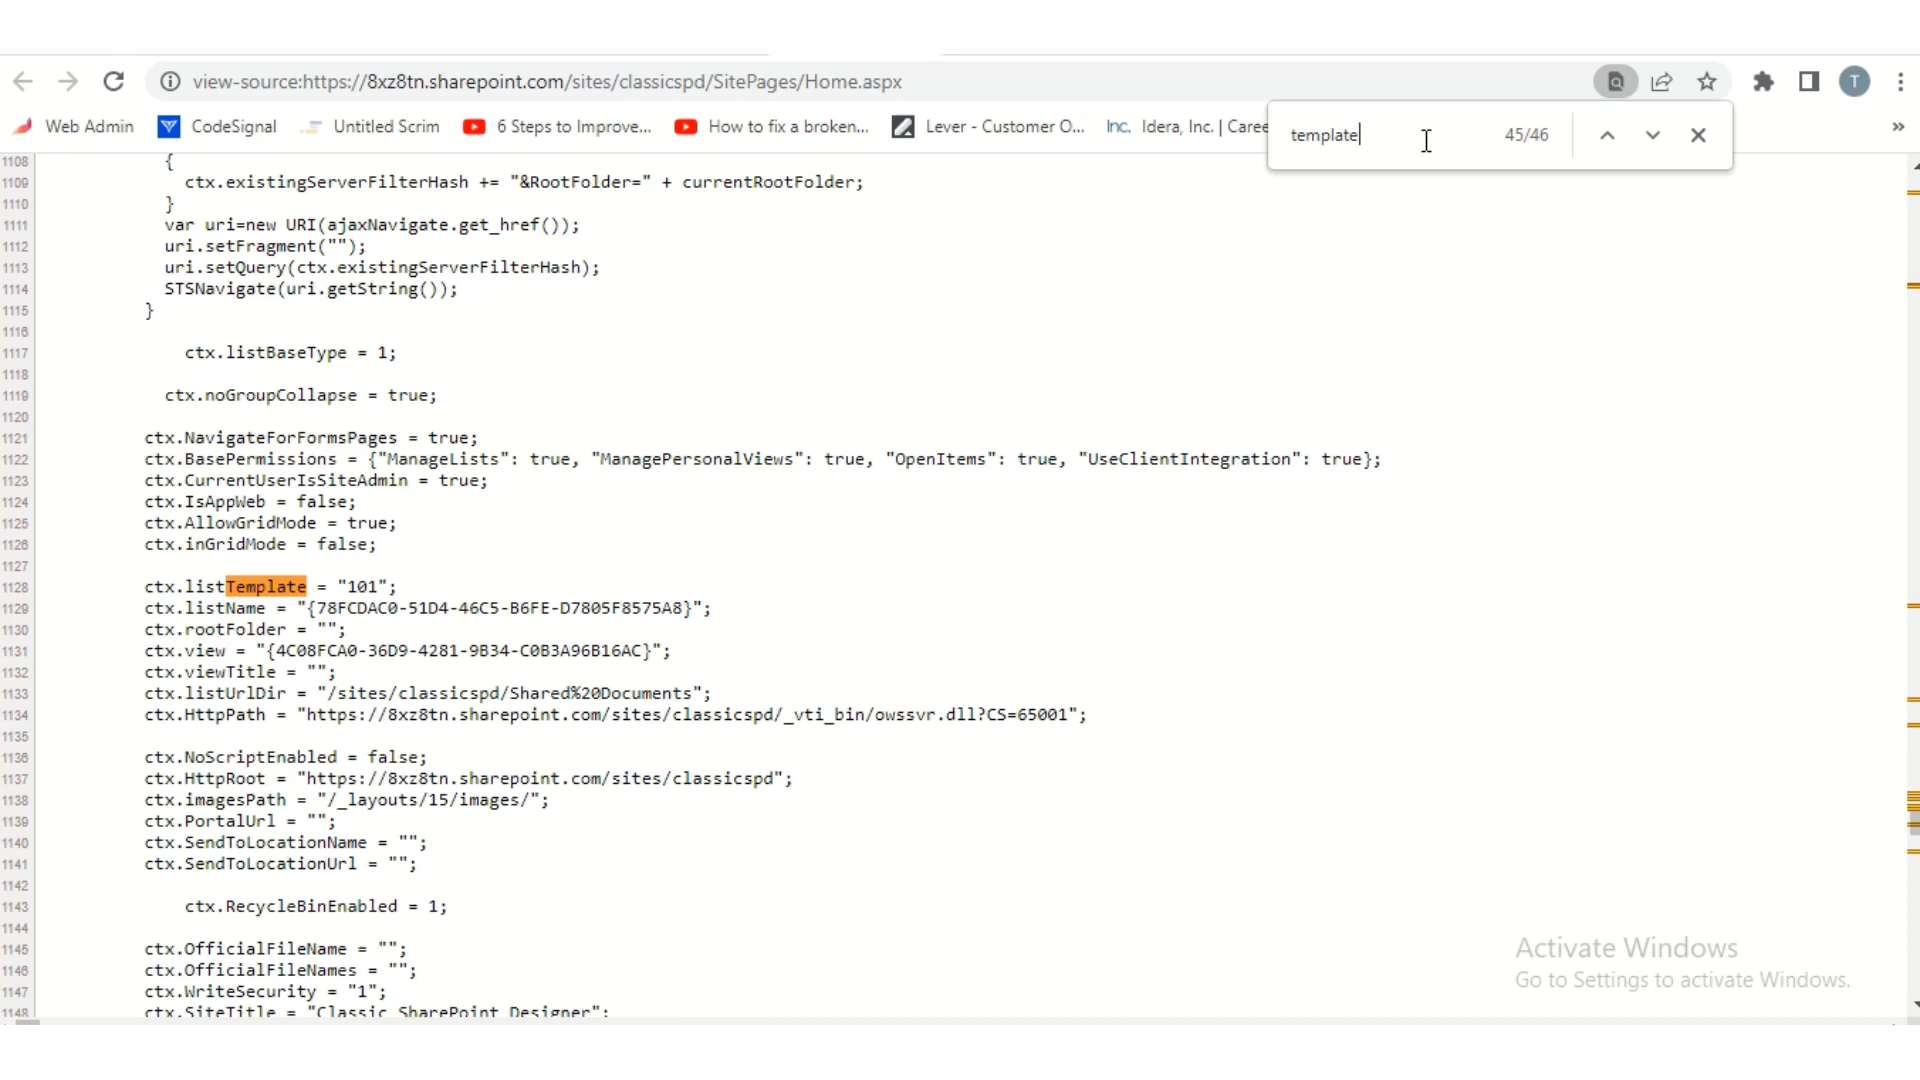 view-source:https://8xz8tn.sharepoint.com/sites/classicspd/SitePages/Home.aspx
T
Web Admin CodeSignal Untitled Scrim 6 Steps to Improve... How to fix a broken... Lever - Customer O... Inc. Idera, Inc. | Caree »
template 45/46
1108 {
1109 ctx.existingServerFilterHash += "&RootFolder=" + currentRootFolder;
1110 }
1111 var uri=new URI(ajaxNavigate.get_href());
1112 uri.setFragment("");
1113 uri.setQuery(ctx.existingServerFilterHash);
1114 STSNavigate(uri.getString());
1115 }
1116
1117 ctx.listBaseType = 1;
1118
1119 ctx.noGroupCollapse = true;
1120
1121 ctx.NavigateForFormsPages = true;
1122 ctx.BasePermissions = {"ManageLists": true, "ManagePersonalViews": true, "OpenItems": true, "UseClientIntegration": true};
1123 ctx.CurrentUserIsSiteAdmin = true;
1124 ctx.IsAppWeb = false;
1125 ctx.AllowGridMode = true;
1126 ctx.inGridMode = false;
1127
1128 ctx.listTemplate = "101";
1129 ctx.listName = "{78FCDAC0-51D4-46C5-B6FE-D7805F8575A8}";
1130 ctx.rootFolder = "";
1131 ctx.view = "{4C08FCA0-36D9-4281-9B34-C0B3A96B16AC}";
1132 ctx.viewTitle = "";
1133 ctx.listUrlDir = "/sites/classicspd/Shared%20Documents";
1134 ctx.HttpPath = "https://8xz8tn.sharepoint.com/sites/classicspd/_vti_bin/owssvr.dll?CS=65001";
1135
1136 ctx.NoScriptEnabled = false;
1137 ctx.HttpRoot = "https://8xz8tn.sharepoint.com/sites/classicspd";
1138 ctx.imagesPath = "/_layouts/15/images/";
1139 ctx.PortalUrl = "";
1140 ctx.SendToLocationName = "";
1141 ctx.SendToLocationUrl = "";
1142
1143 ctx.RecycleBinEnabled = 1;
1144
1145 ctx.OfficialFileName = "";
1146 ctx.OfficialFileNames = "";
1147 ctx.WriteSecurity = "1";
1148 ctx.SiteTitle = "Classic SharePoint Designer";
Activate Windows
Go to Settings to activate Windows.